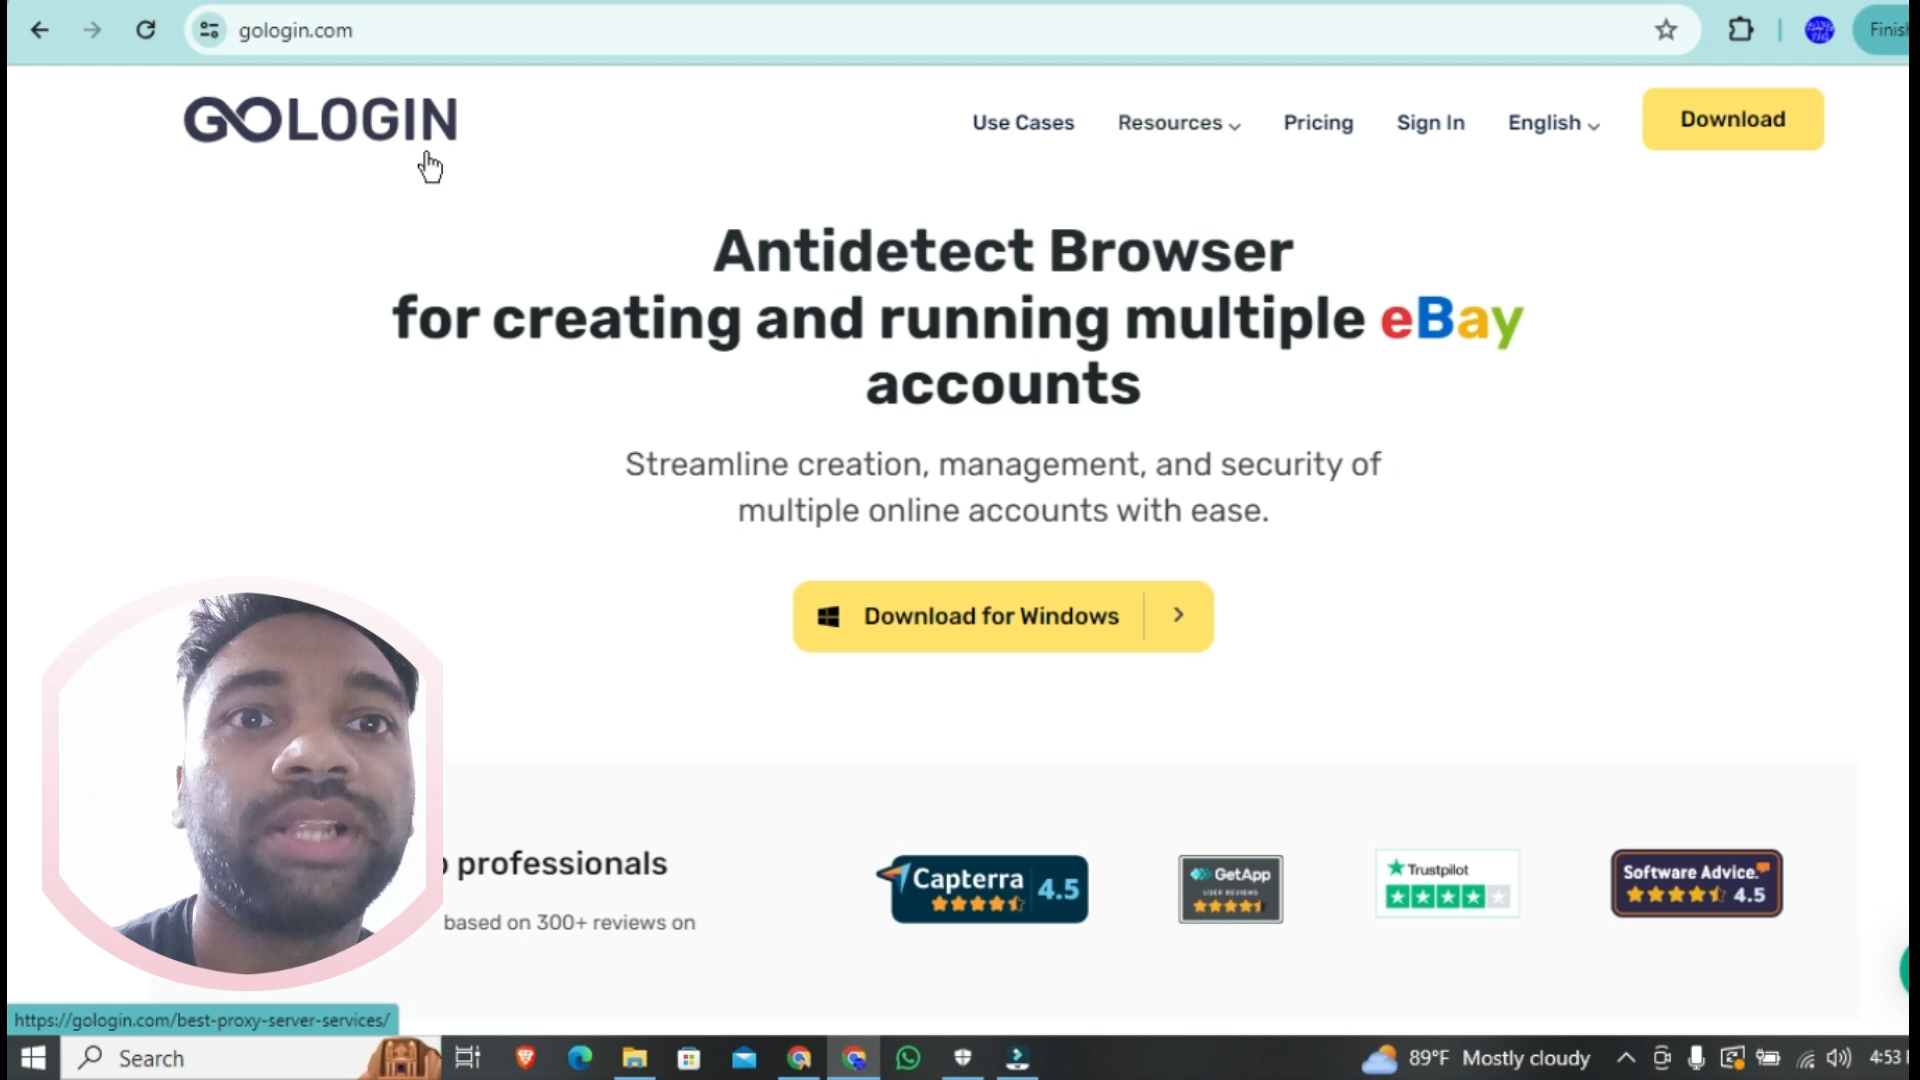 gologin.com
Finis
GOLOGIN
Use Cases
Resources
Pricing
Sign In
English
Download
Antidetect Browser
for creating and running multiple eBay
accounts
Streamline creation, management, and security of
multiple online accounts with ease.
Download for Windows
professionals
based on 300+ reviews on
Capterra 4.5
GetApp
USER REVIEWS
Trustpilot
Software Advice.
4.5
https://gologin.com/best-proxy-server-services/
Search
89°F Mostly cloudy
4:53